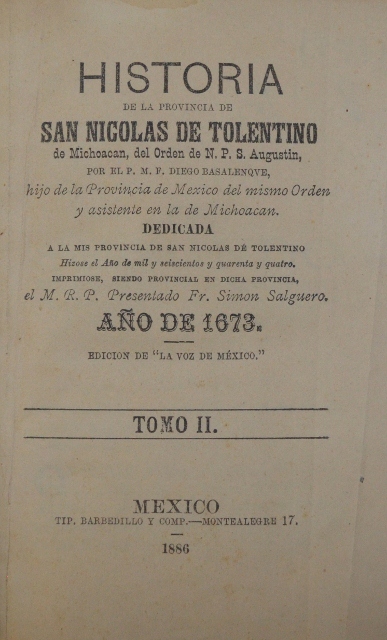 HISTORIA
DE LA PROVINCIA DE
SAN NICOLAS DE TOLENTINO
de Michoacan, del Orden de N. P. S. Augustin,
POR EL P. M. F. DIEGO BASALENQVE,
hijo de la Provincia de Mexico del mismo Orden
y asistente en la de Michoacan.
DEDICADA
A LA MIS PROVINCIA DE SAN NICOLAS DE TOLENTINO
Hizose el Año de mil y seiscientos y quarenta y quatro.
IMPRIMIOSE, SIENDO PROVINCIAL EN DICHA PROVINCIA,
el M. R. P. Presentado Fr. Simon Salguero.
AÑO DE 1673.
EDICION DE "LA VOZ DE MÉXICO."
TOMO II.
MEXICO
TIP. BARBEDILLO Y COMP.—MONTEALEGRE 17.
1886